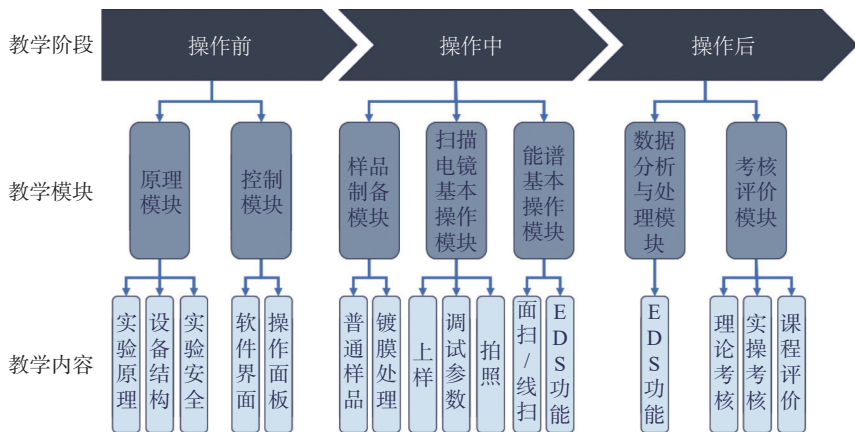 教学阶段
操作前
操作中
操作后
教学模块
原理
模块
控制
模块
样品
制备
模块
扫描
电镜
基本
操作
模块
能谱
基本
操作
模块
数据
分析
与处
理模
块
考核
评价
模块
教学内容
实验原理
设备结构
实验安全
软件界面
操作面板
普通样品
镀膜处理
上样
调试参数
拍照
面扫/线扫
EDS功能
EDS功能
理论考核
实操考核
课程评价